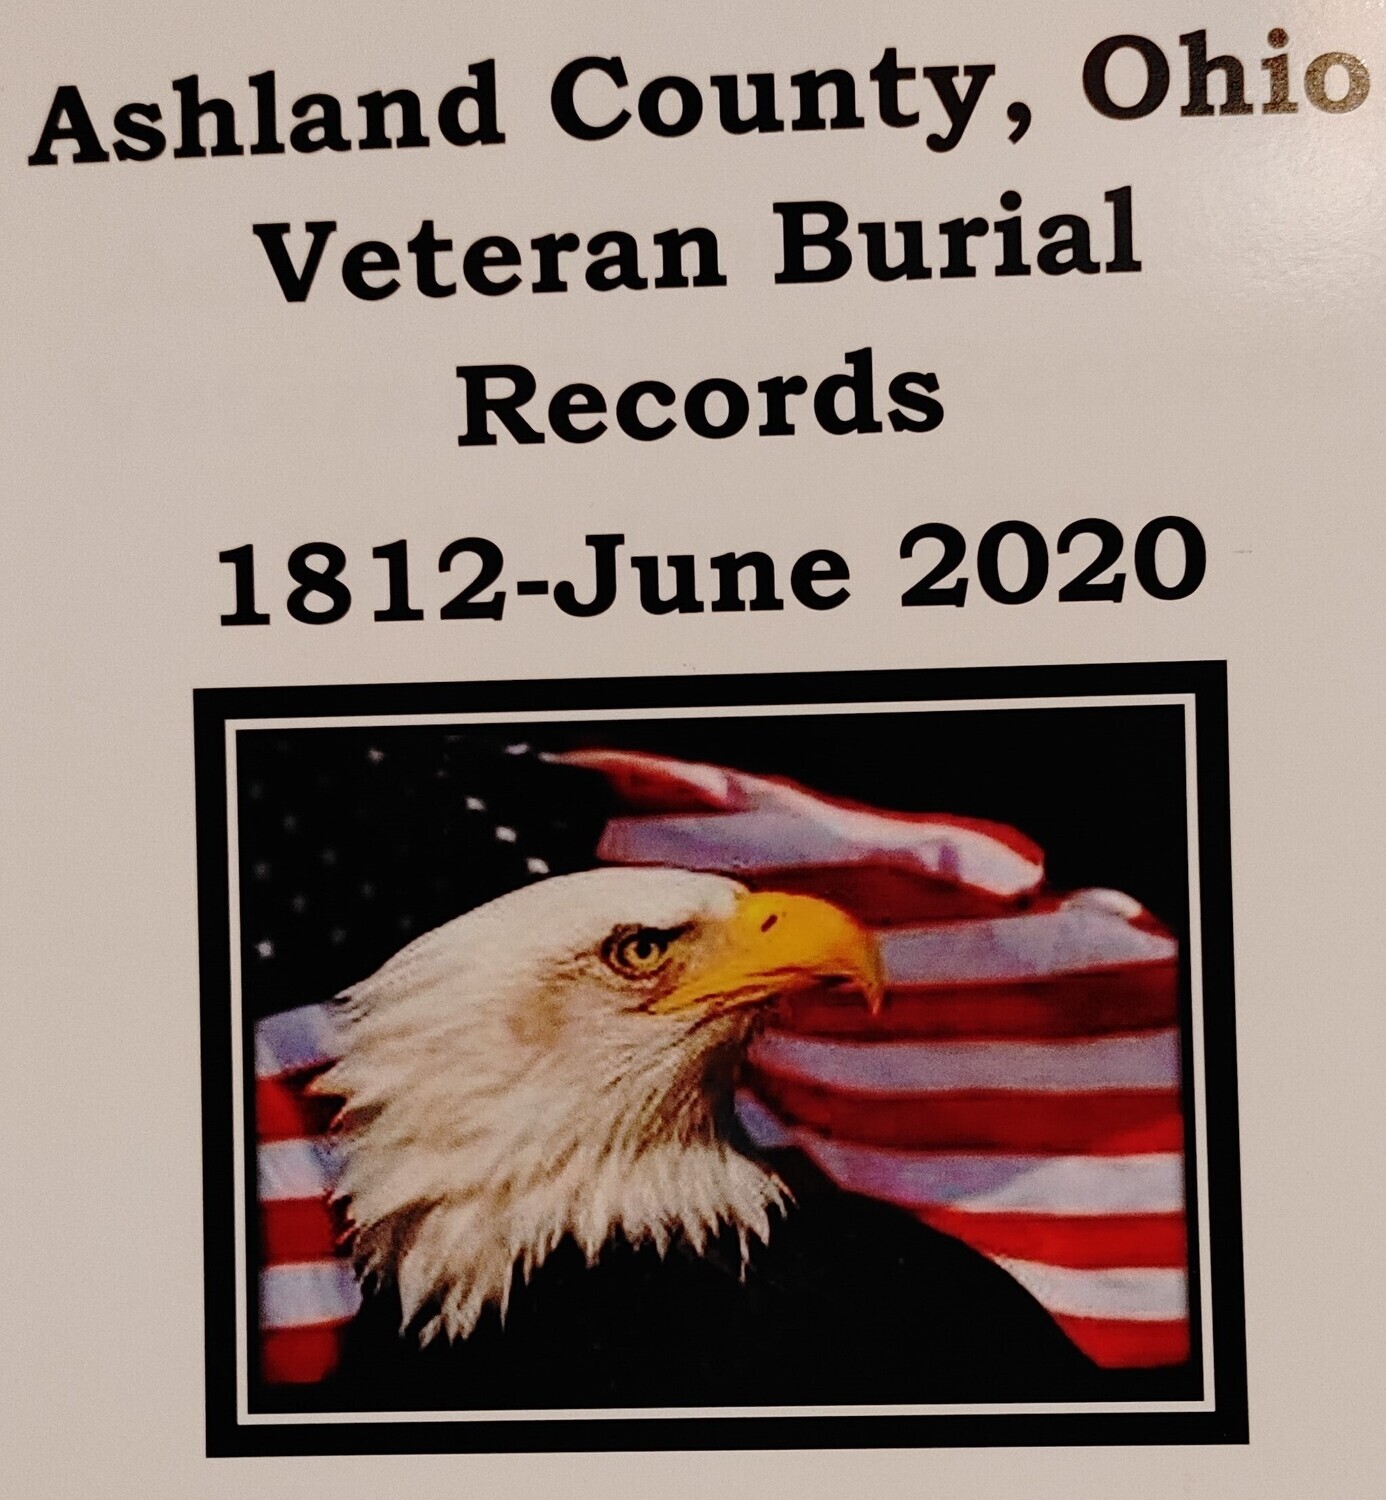 Ashland County, Ohio
Veteran Burial
Records
1812-June 2020